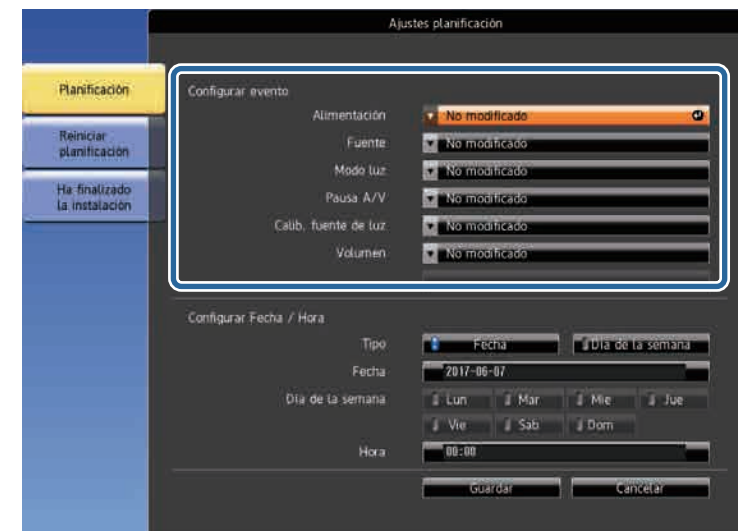 Ajustes planificación
Planificación
Reiniciar
planificación
Ha finalizado
la instalación
Configurar evento
Alimentación No modificado
Fuente No modificado
Modo luz No modificado
Pausa A/V No modificado
Calib. fuente de luz No modificado
Volumen No modificado
Configurar Fecha / Hora
Tipo Fecha Día de la semana
Fecha 2017-06-07
Día de la semana Lun Mar Mie Jue
Vie Sab Dom
Hora 00:00
Guardar Cancelar